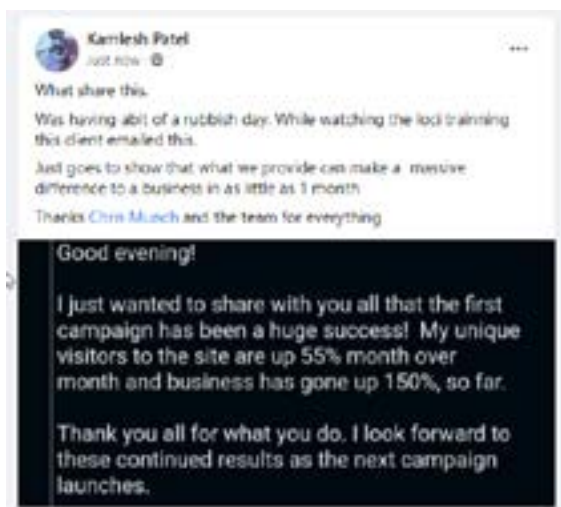 Kamlesh Patel
Just now
What share this.
Was having abit of a rubbish day. While watching the loci trainning
this client emailed this.
Just goes to show that what we provide can make a massive
difference to a business in as little as 1 month
Thanks Chris Munch and the team for everything
Good evening!
I just wanted to share with you all that the first
campaign has been a huge success! My unique
visitors to the site are up 55% month over
month and business has gone up 150%, so far.
Thank you all for what you do. I look forward to
these continued results as the next campaign
launches.